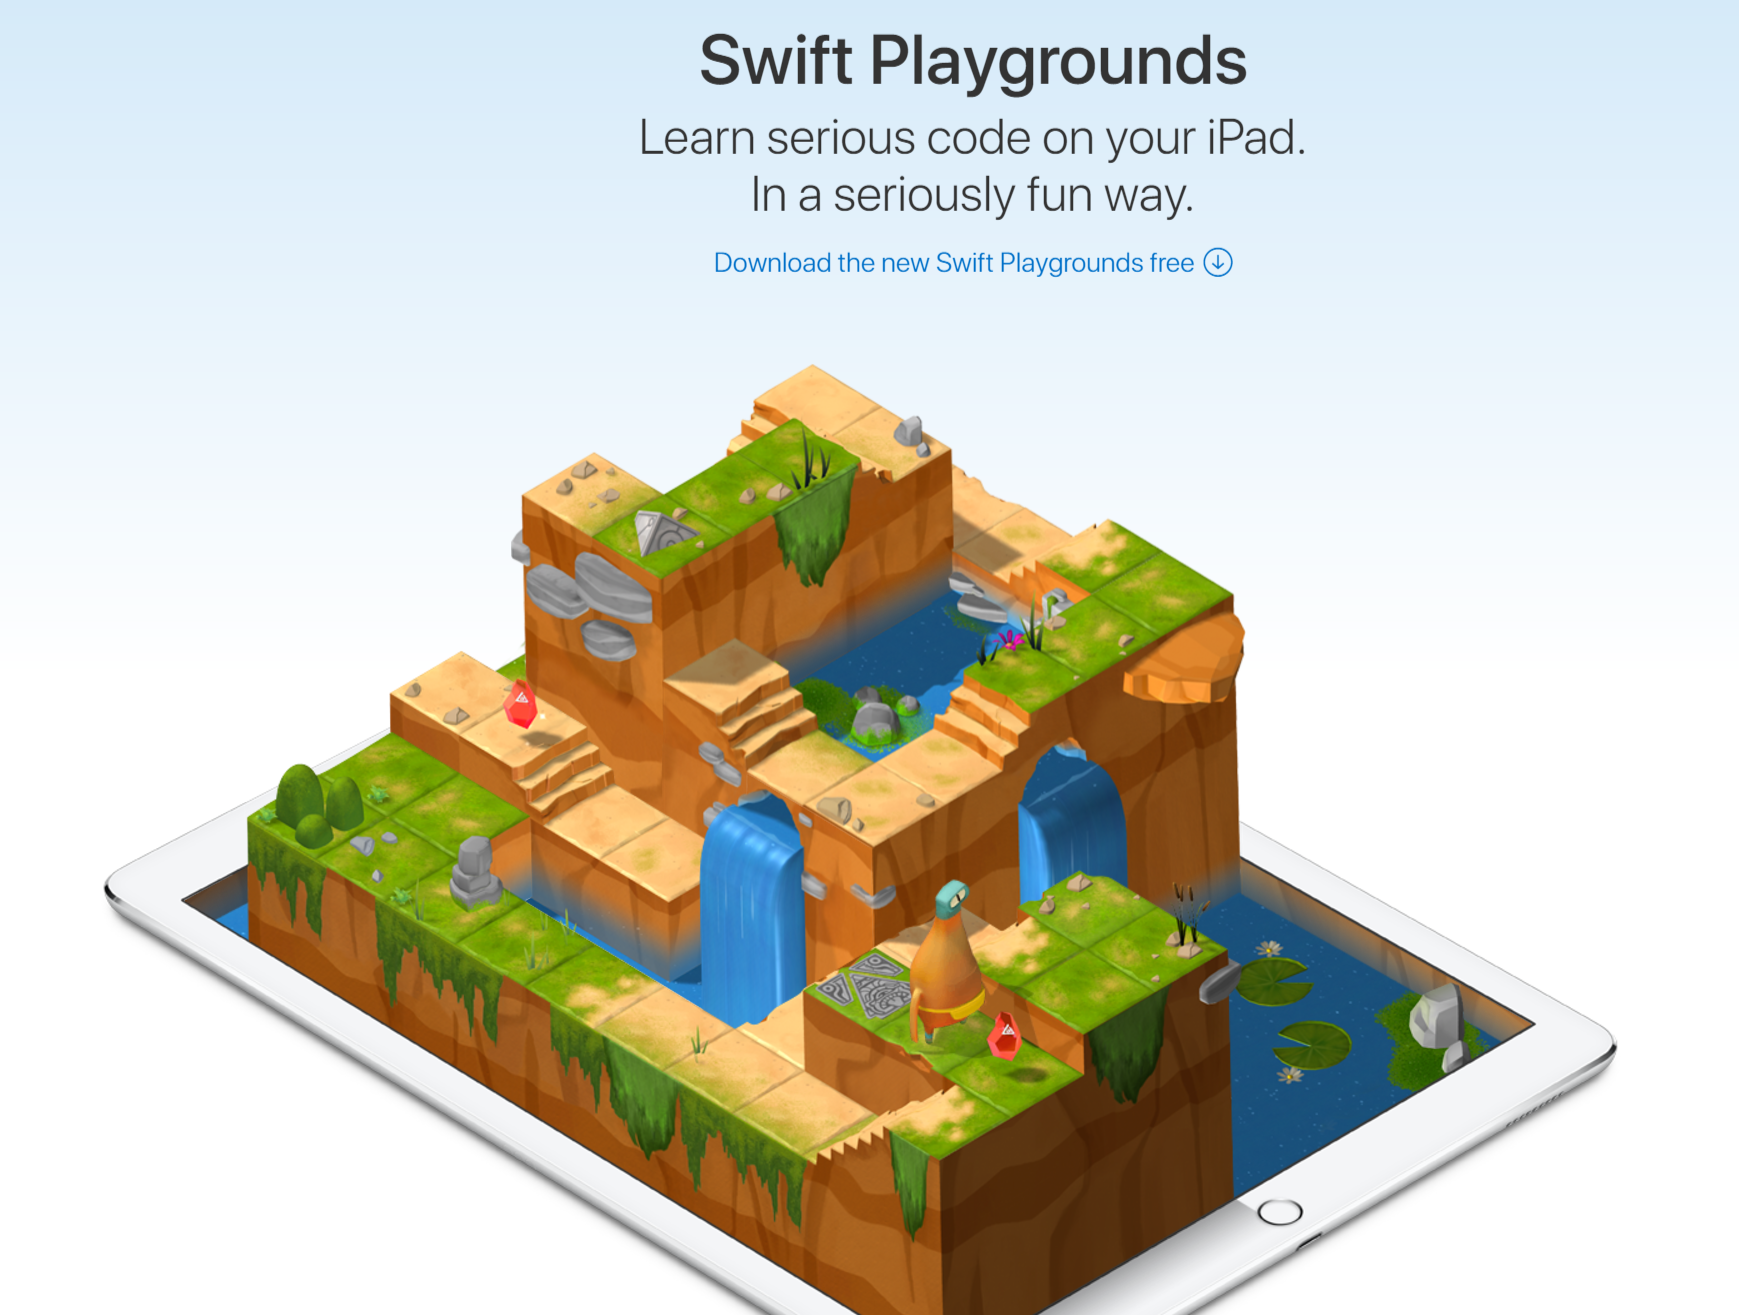 Swift Playgrounds
Learn serious code on your iPad.
In a seriously fun way.
Download the new Swift Playgrounds free